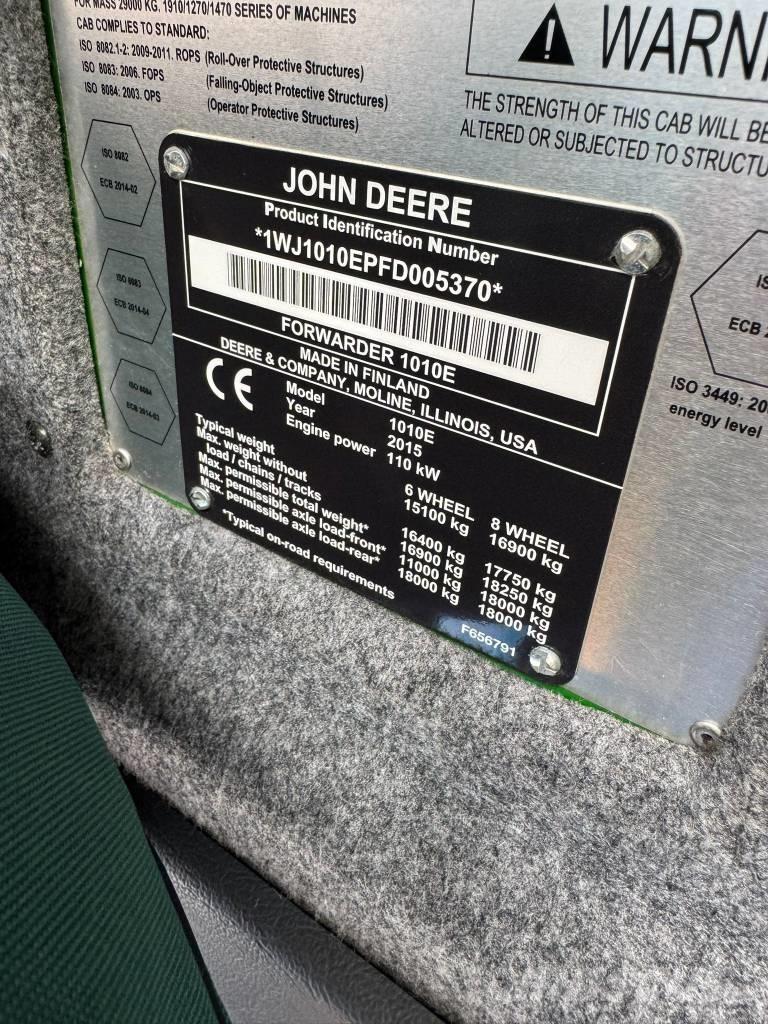 FOR MASS 29000 KG. 1910/1270/1470 SERIES OF MACHINES
CAB COMPLIES TO STANDARD:
ISO 8082.1-2: 2009-2011. ROPS (Roll-Over Protective Structures)
ISO 8083: 2006. FOPS (Falling-Object Protective Structures)
ISO 8084: 2003. OPS (Operator Protective Structures)
WARN
THE STRENGTH OF THIS CAB WILL BE
ALTERED OR SUBJECTED TO STRUCTU
ISO 8082
ECB 2014-02
ISO 8083
ECB 2014-04
ISO 8084
ECB 2014-03
JOHN DEERE
Product Identification Number
*1WJ1010EPFD005370*
FORWARDER 1010E
MADE IN FINLAND
DEERE & COMPANY, MOLINE, ILLINOIS, USA
CE
Model 1010E
Year 2015
Engine power 110 kW
6 WHEEL 8 WHEEL
Typical weight 15100 kg 16900 kg
Max. weight without
load / chains / tracks 16400 kg 17750 kg
Max. permissible total weight* 16900 kg 18250 kg
Max. permissible axle load-front* 11000 kg 18000 kg
Max. permissible axle load-rear* 18000 kg 18000 kg
*Typical on-road requirements
F656791
IS
ECB 2
ISO 3449: 20
energy level